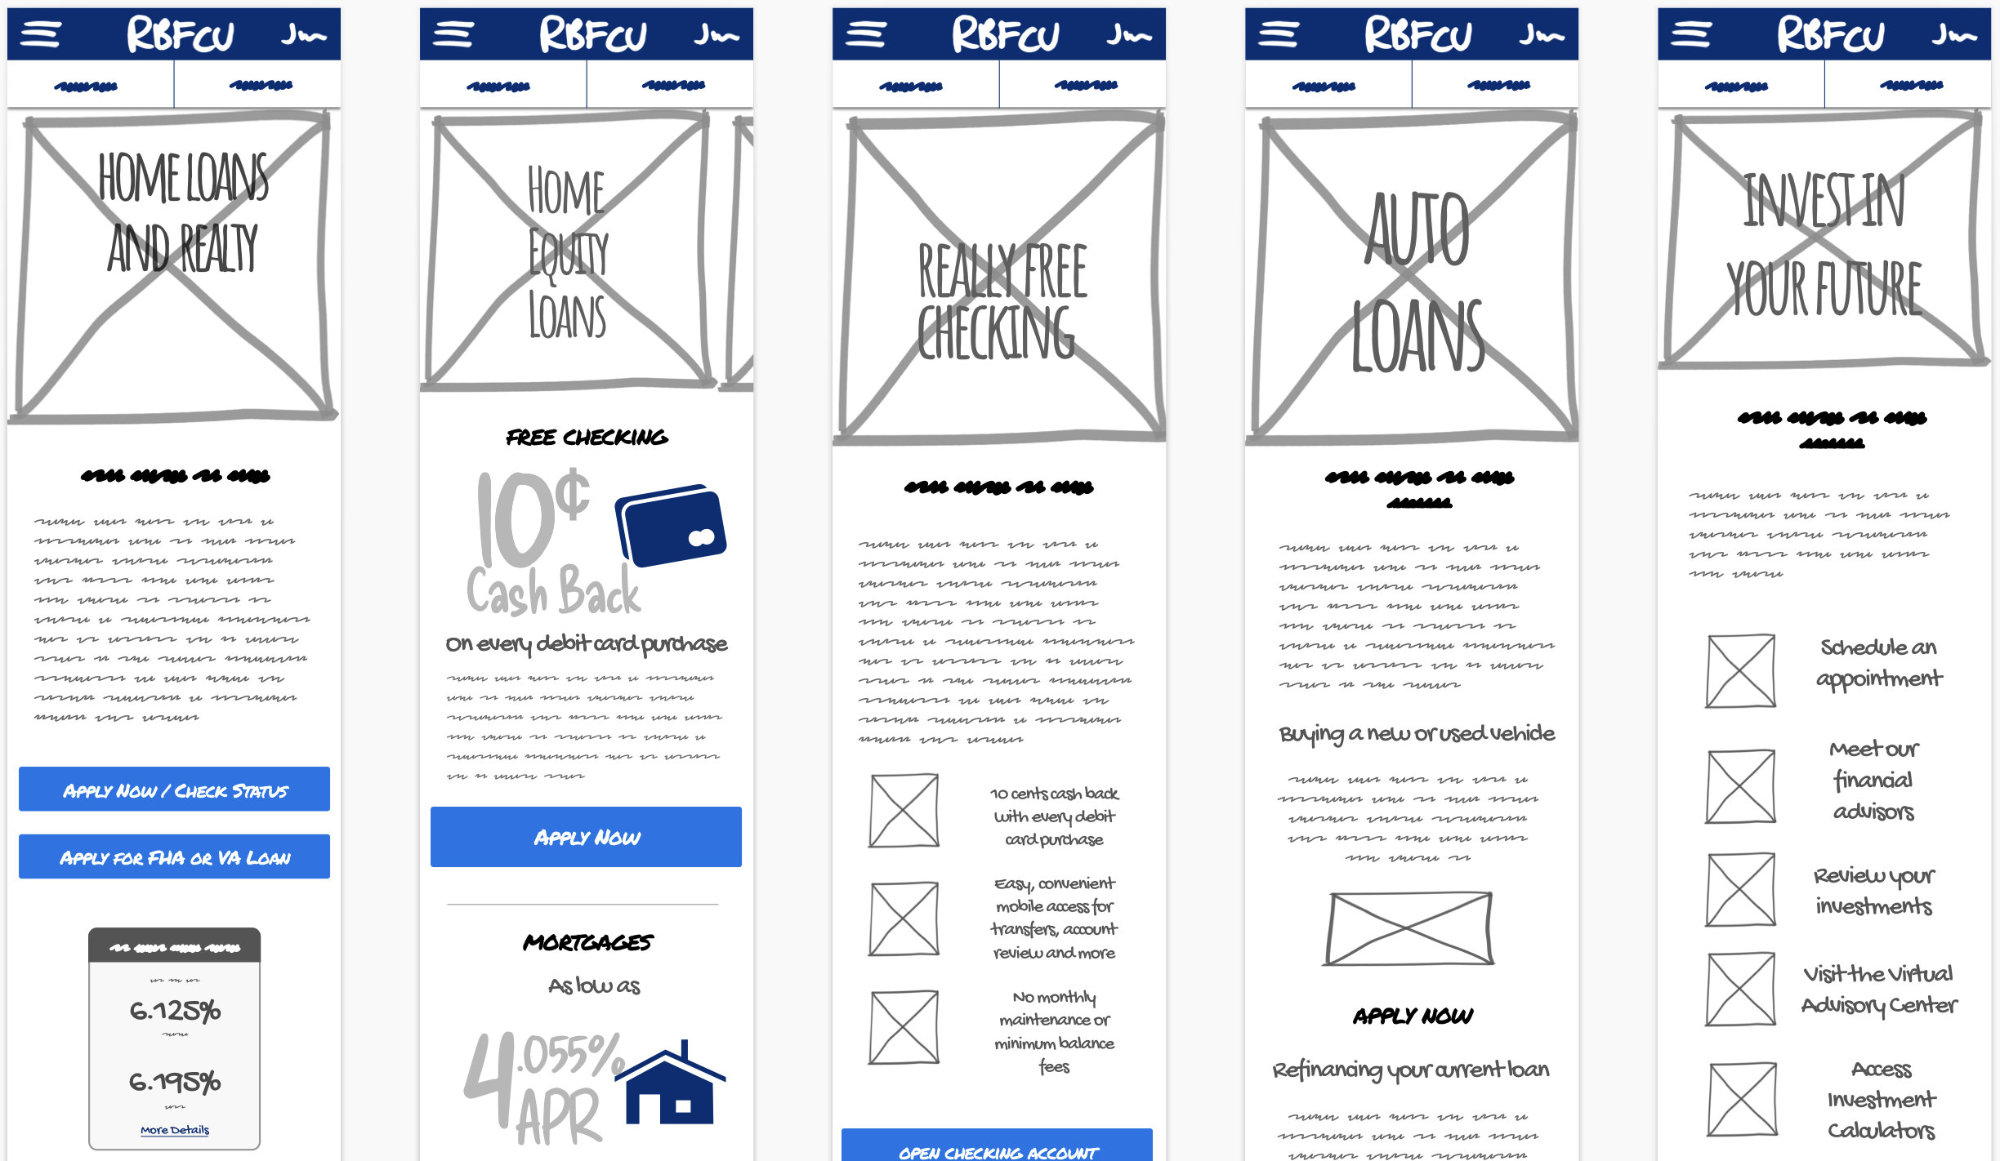 RBFCU
HOME LOANS
AND REALTY
APPLY NOW / CHECK STATUS
APPLY FOR FHA OR VA LOAN
6.125%
6.195%
MORE DETAILS
RBFCU
HOME
EQUITY
LOANS
FREE CHECKING
10¢
Cash Back
On every debit card purchase
APPLY NOW
MORTGAGES
As low as
4.055%
APR
RBFCU
REALLY FREE
CHECKING
10 cents cash back
with every debit
card purchase
Easy, convenient
mobile access for
transfers, account
review and more
No monthly
maintenance or
minimum balance
fees
OPEN CHECKING ACCOUNT
RBFCU
AUTO
LOANS
Buying a new or used vehicle
APPLY NOW
Refinancing your current loan
RBFCU
INVEST IN
YOUR FUTURE
Schedule an
appointment
Meet our
financial
advisors
Review your
investments
Visit the Virtual
Advisory Center
Access
Investment
Calculators